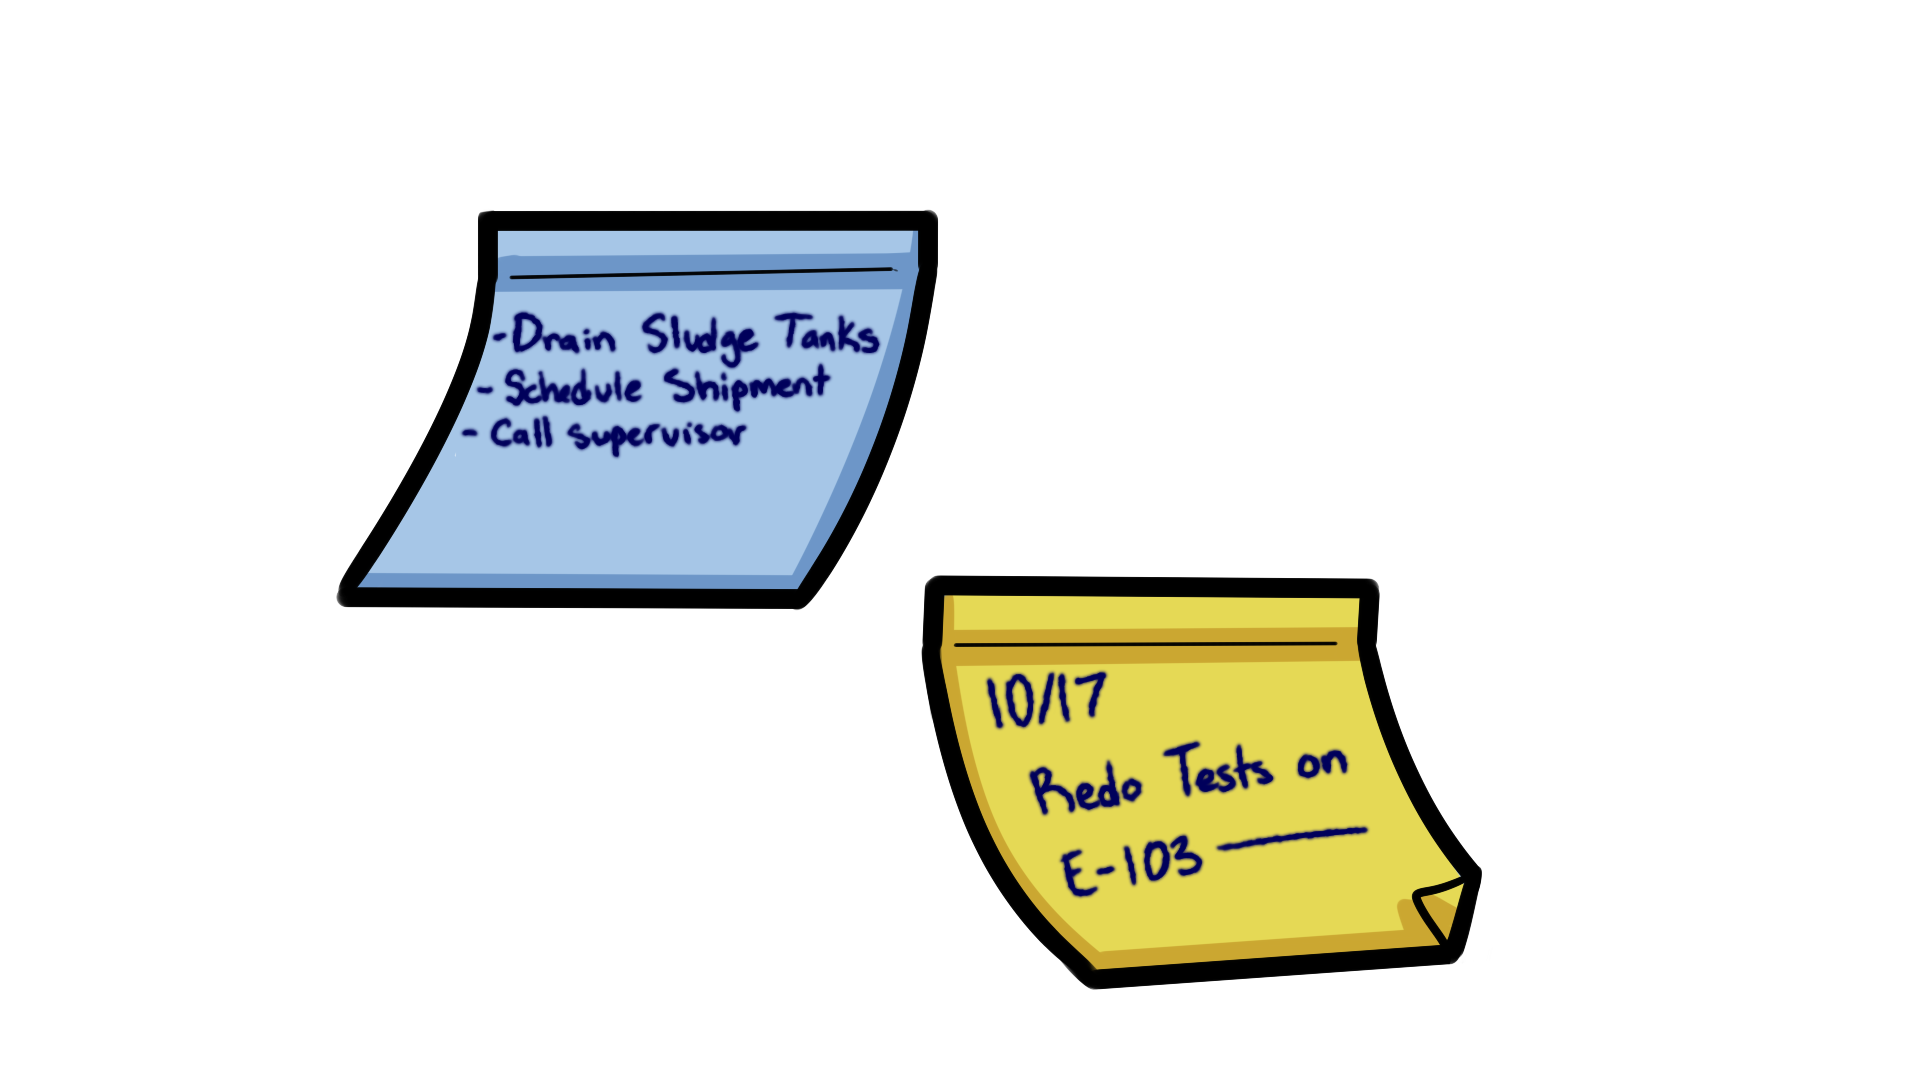 -Drain Sludge Tanks
- Schedule Shipment
- Call supervisor
10/17
Redo Tests on
E-103